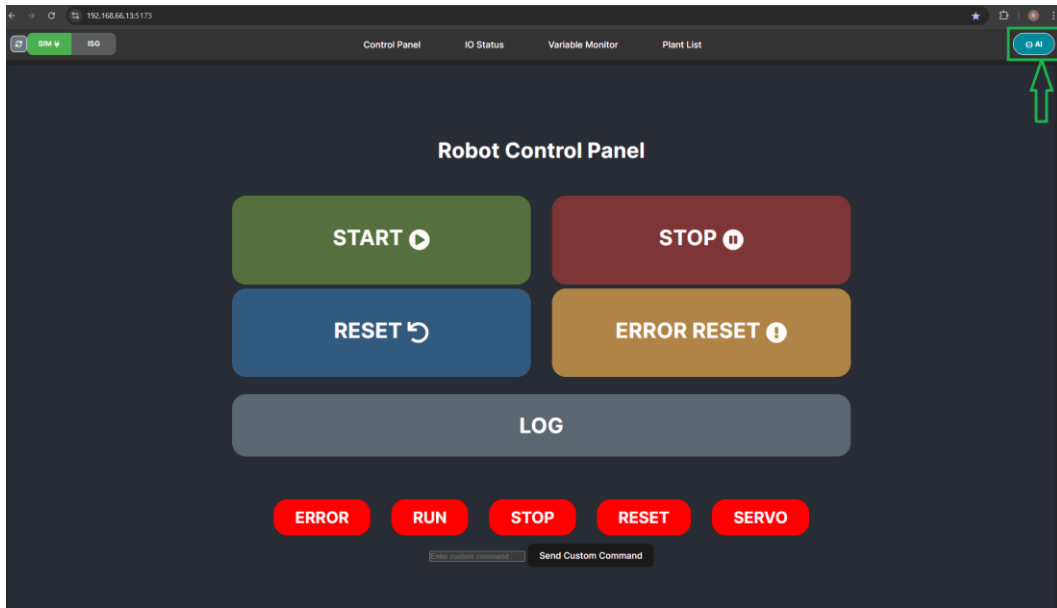 192.168.66.13:5173
SIM ISG Control Panel IO Status Variable Monitor Plant List AI
Robot Control Panel
START STOP
RESET ERROR RESET
LOG
ERROR RUN STOP RESET SERVO
Enter custom command Send Custom Command